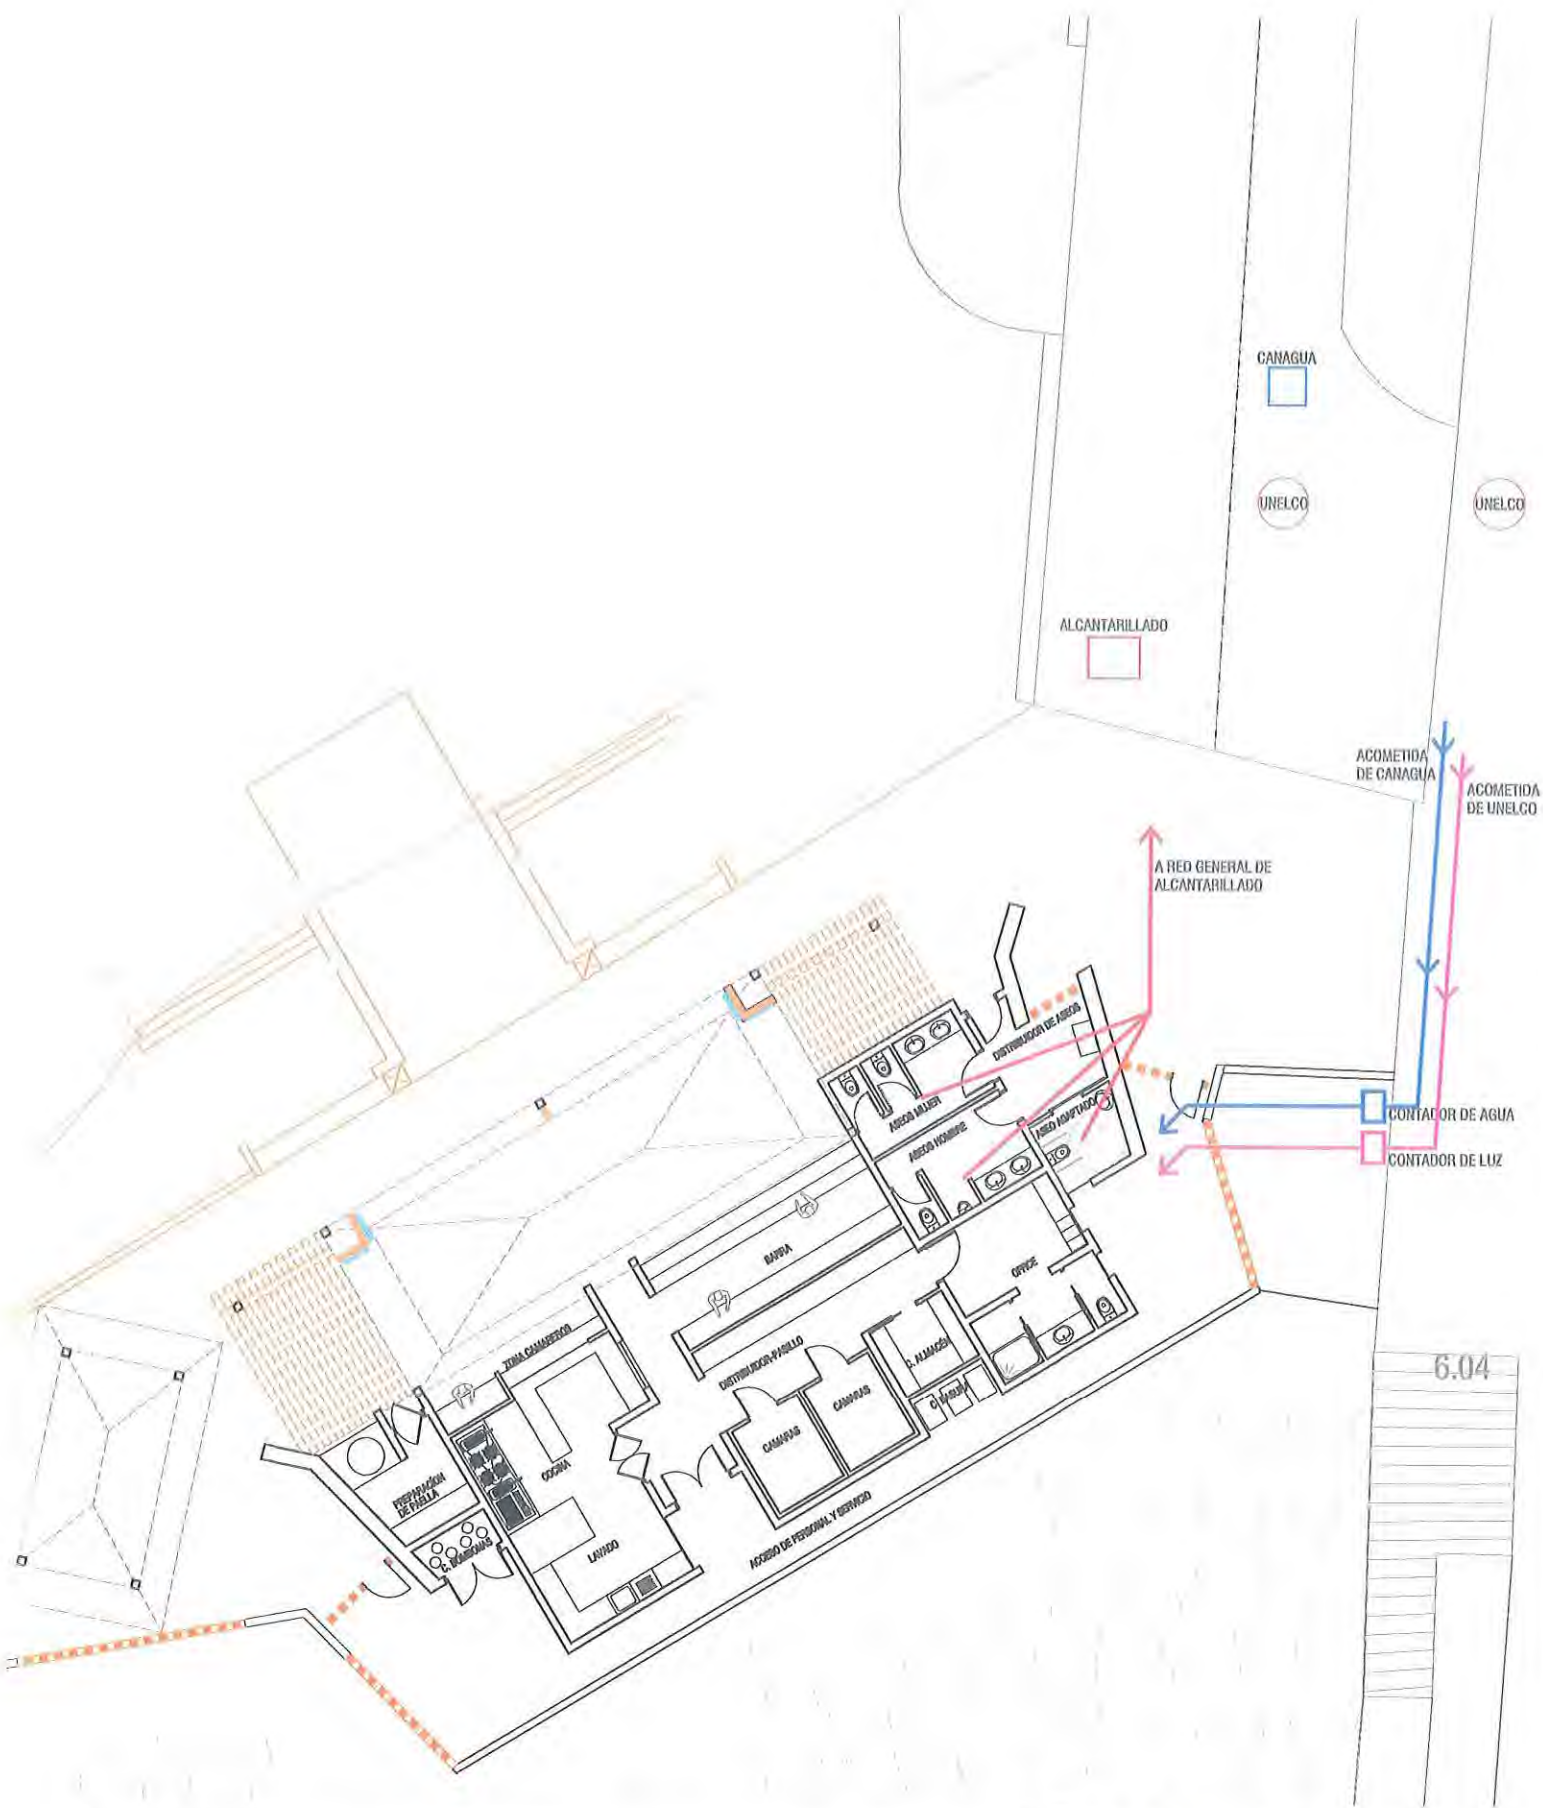 CANAGUA
UNELCO
UNELCO
ALCANTARILLADO
ACOMETIDA
DE CANAGUA
ACOMETIDA
DE UNELCO
A RED GENERAL DE
ALCANTARILLADO
DISTRIBUIDOR DE ASEOS
ASEOS MUJER
ASEO ADAPTADO
ASEOS HOMBRE
CONTADOR DE AGUA
CONTADOR DE LUZ
BARRA
OFFICE
ZONA CAMAREROS
DISTRIBUIDOR-PASILLO
C. ALMACÉN
C. BASURA
CAMARAS
CAMARAS
6.04
COCINA
PREPARACÍON
DE PAELLA
C. BOMBONAS
LAVADO
ACCESO DE PERSONAL Y SERVICIO